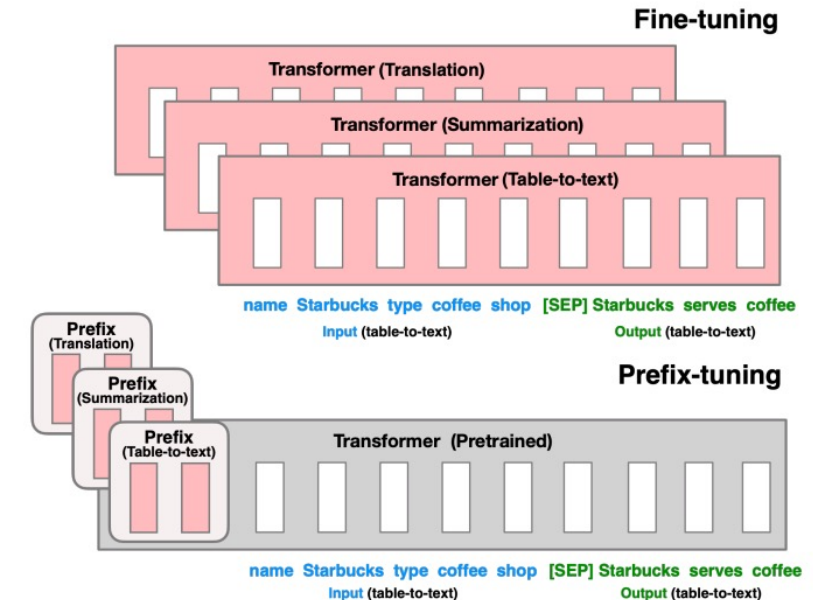 Fine-tuning
Transformer (Translation)
Transformer (Summarization)
Transformer (Table-to-text)
name Starbucks type coffee shop [SEP] Starbucks serves coffee
Input (table-to-text) Output (table-to-text)
Prefix-tuning
Prefix
(Translation)
Prefix
(Summarization)
Prefix
(Table-to-text)
Transformer (Pretrained)
name Starbucks type coffee shop [SEP] Starbucks serves coffee
Input (table-to-text) Output (table-to-text)